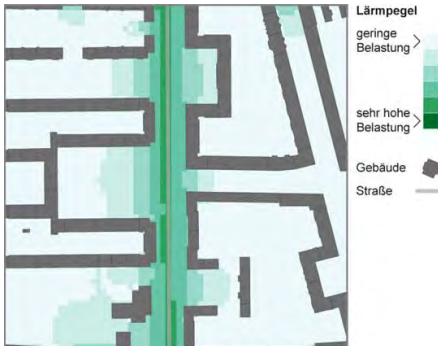 Lärmpegel
geringe
Belastung
sehr hohe
Belastung
Gebäude
Straße